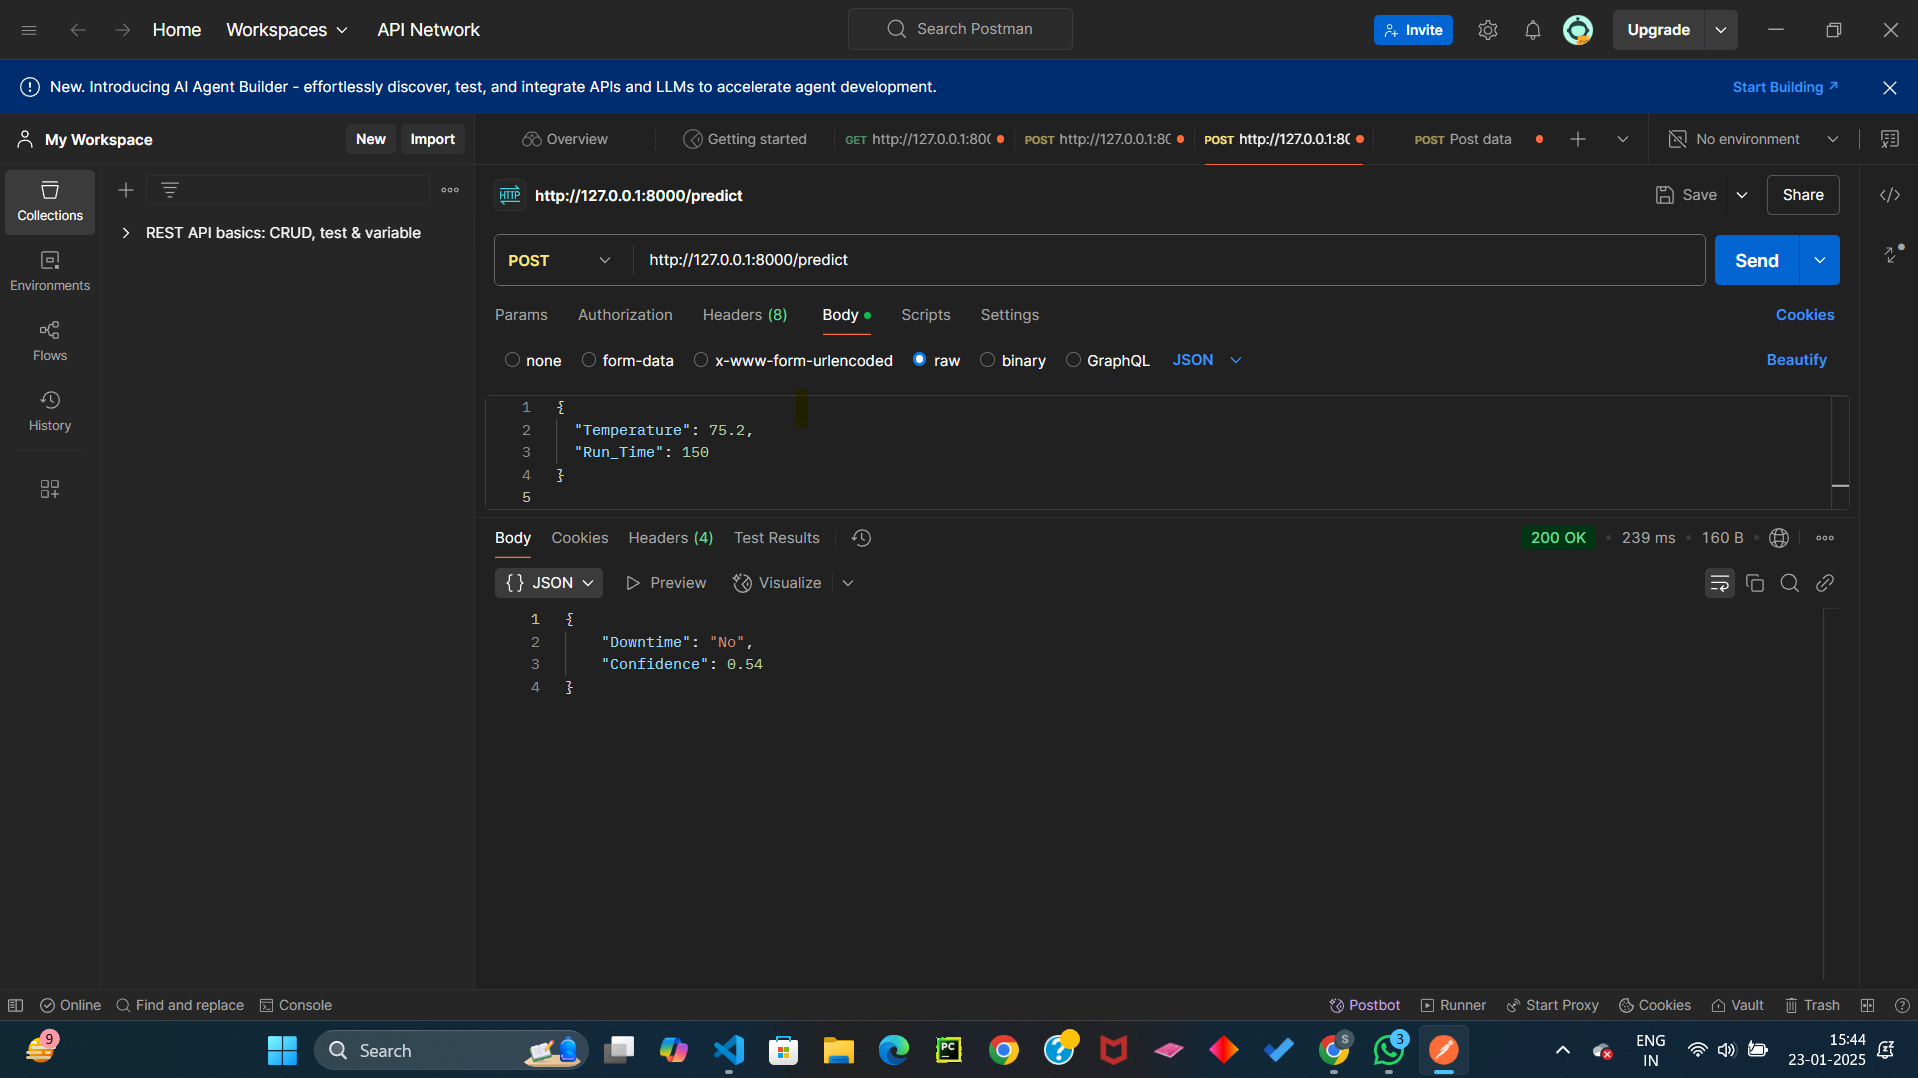 Home Workspaces API Network Search Postman Invite Upgrade
New. Introducing AI Agent Builder - effortlessly discover, test, and integrate APIs and LLMs to accelerate agent development. Start Building
My Workspace New Import Overview Getting started GET http://127.0.0.1:800 POST http://127.0.0.1:80 POST http://127.0.0.1:80 POST Post data No environment
Collections
Environments
Flows
History
REST API basics: CRUD, test & variable
HTTP http://127.0.0.1:8000/predict Save Share
POST http://127.0.0.1:8000/predict Send
Params Authorization Headers (8) Body Scripts Settings Cookies
none form-data x-www-form-urlencoded raw binary GraphQL JSON Beautify
1 {
2 "Temperature": 75.2,
3 "Run_Time": 150
4 }
5
Body Cookies Headers (4) Test Results 200 OK 239 ms 160 B
{} JSON Preview Visualize
1 {
2 "Downtime": "No",
3 "Confidence": 0.54
4 }
Online Find and replace Console Postbot Runner Start Proxy Cookies Vault Trash
9 Search PC S 3 ENG IN 15:44
23-01-2025